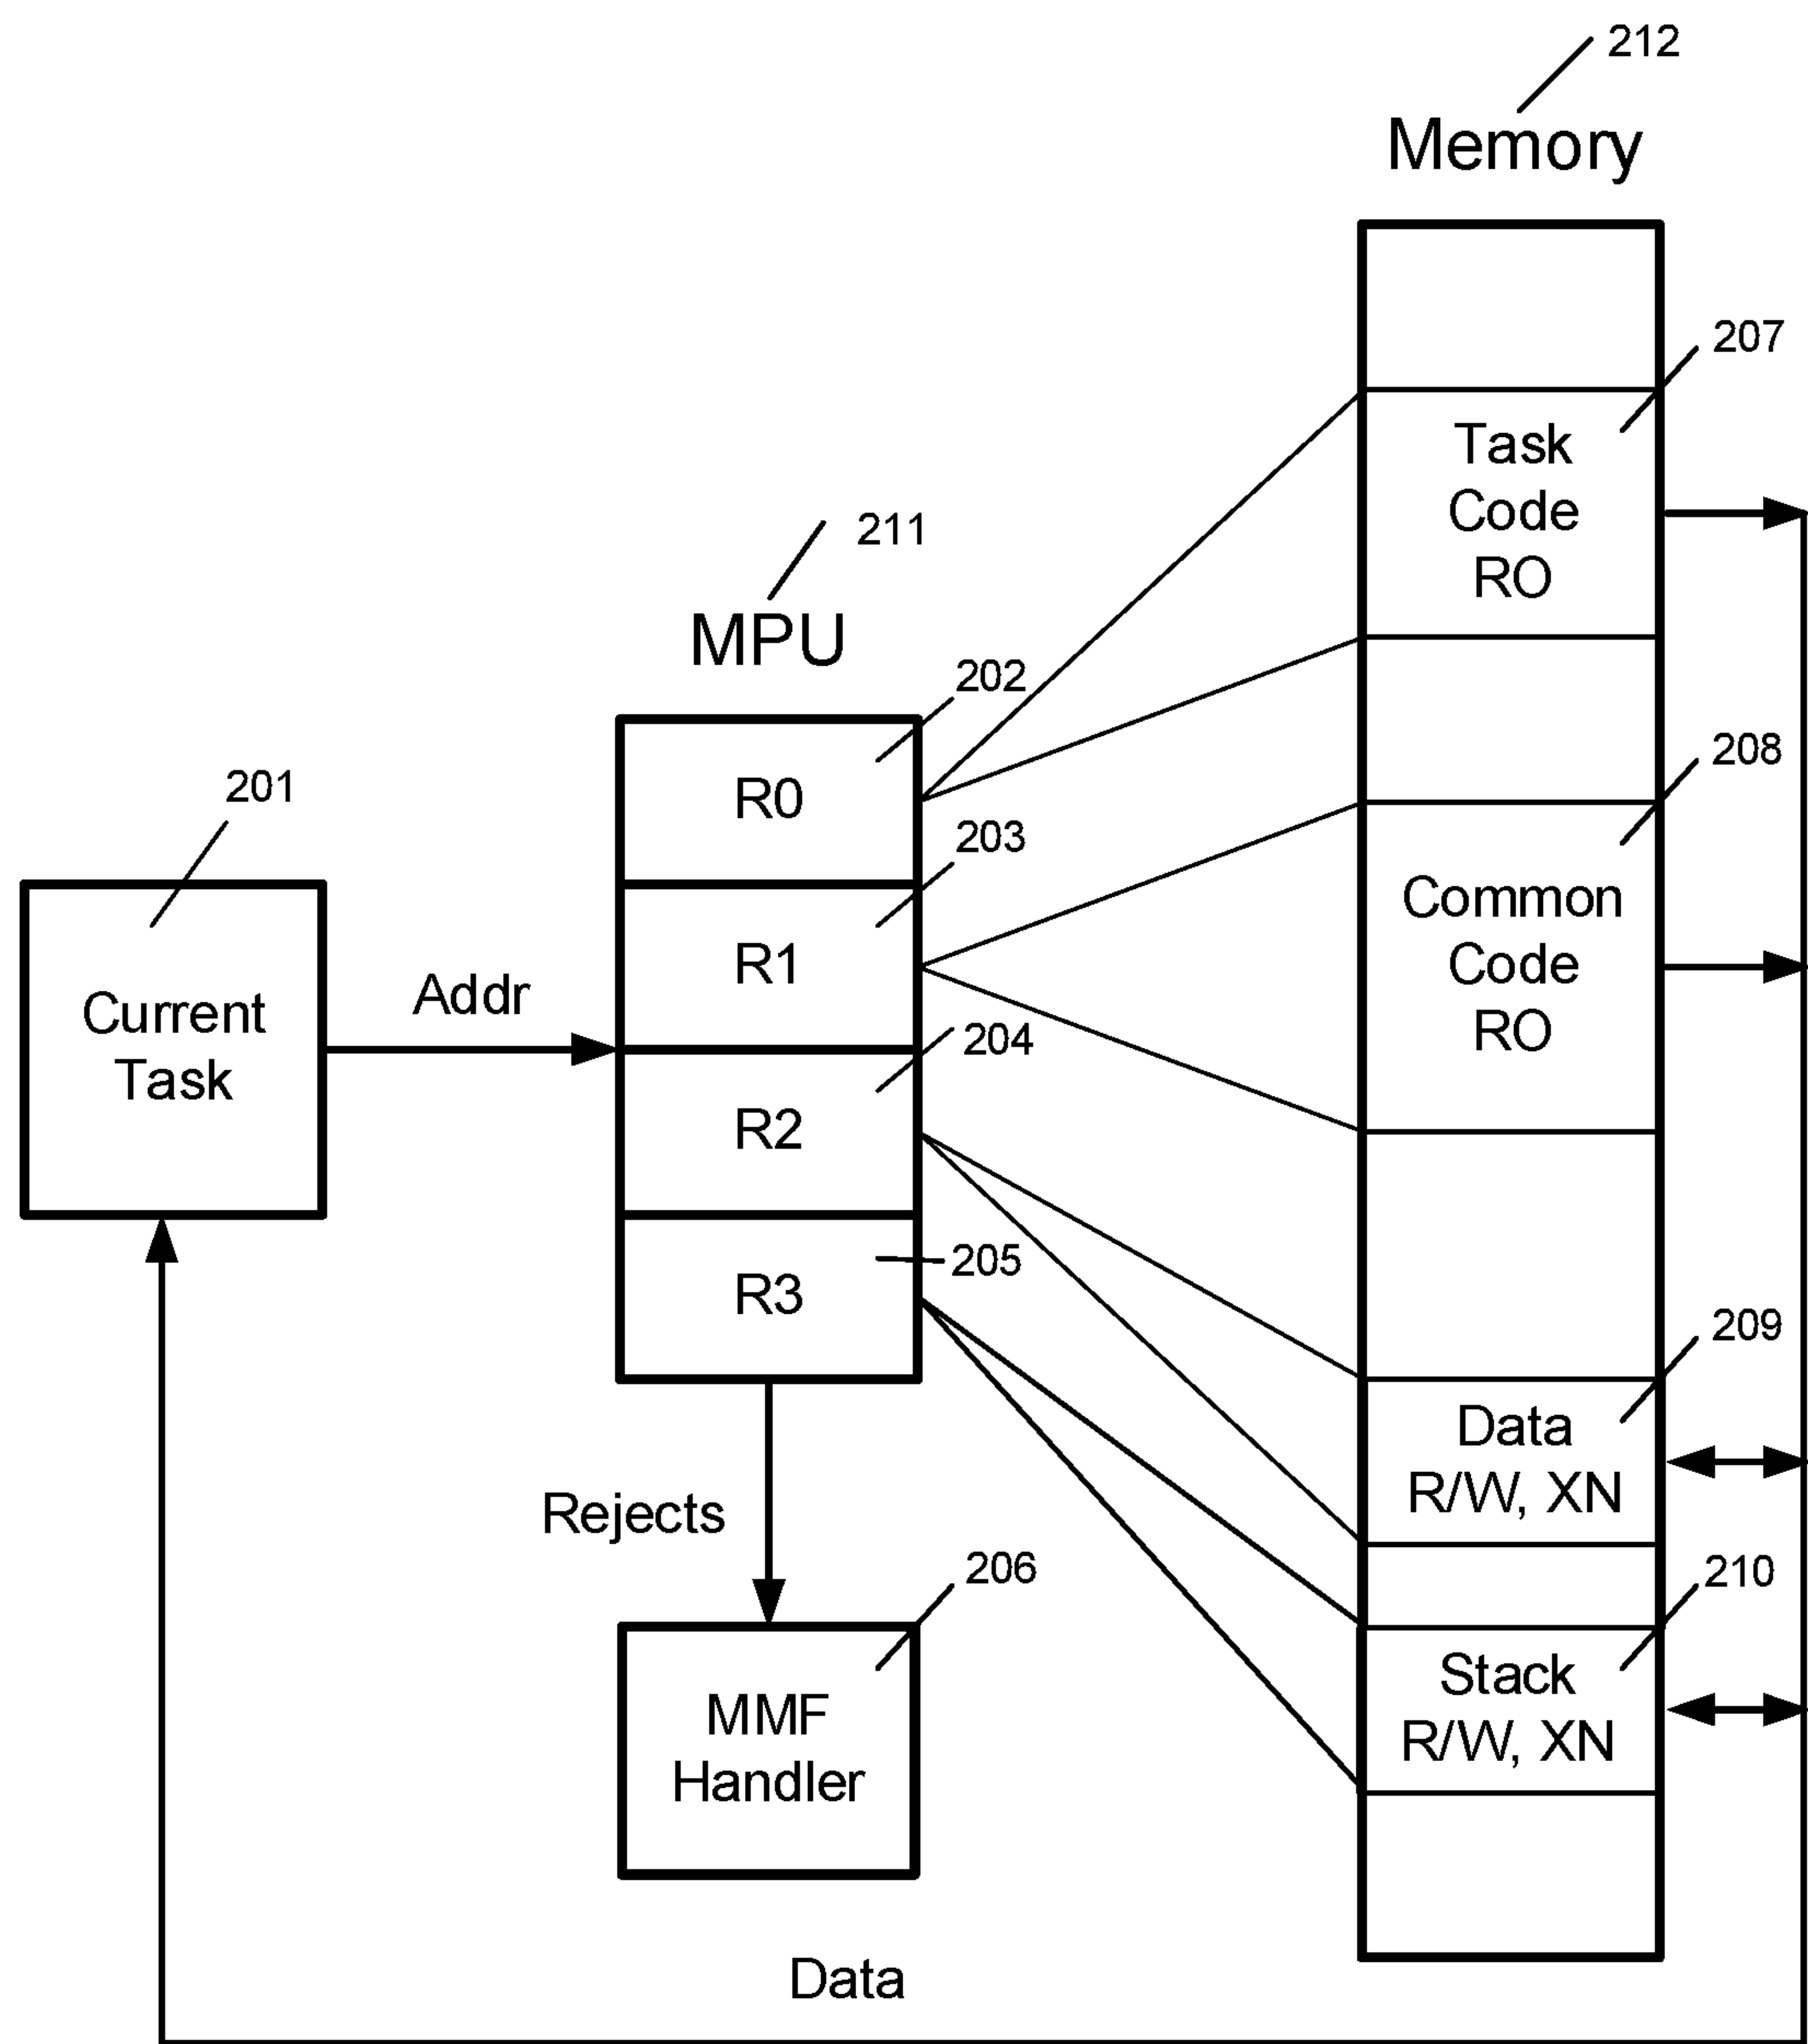 212
Memory
207
Task
Code
RO
211
MPU
202
R0
208
201
203
R1
Common
Code
RO
Current
Task
Addr
204
R2
205
R3
209
Data
R/W, XN
Rejects
206
210
MMF
Handler
Stack
R/W, XN
Data